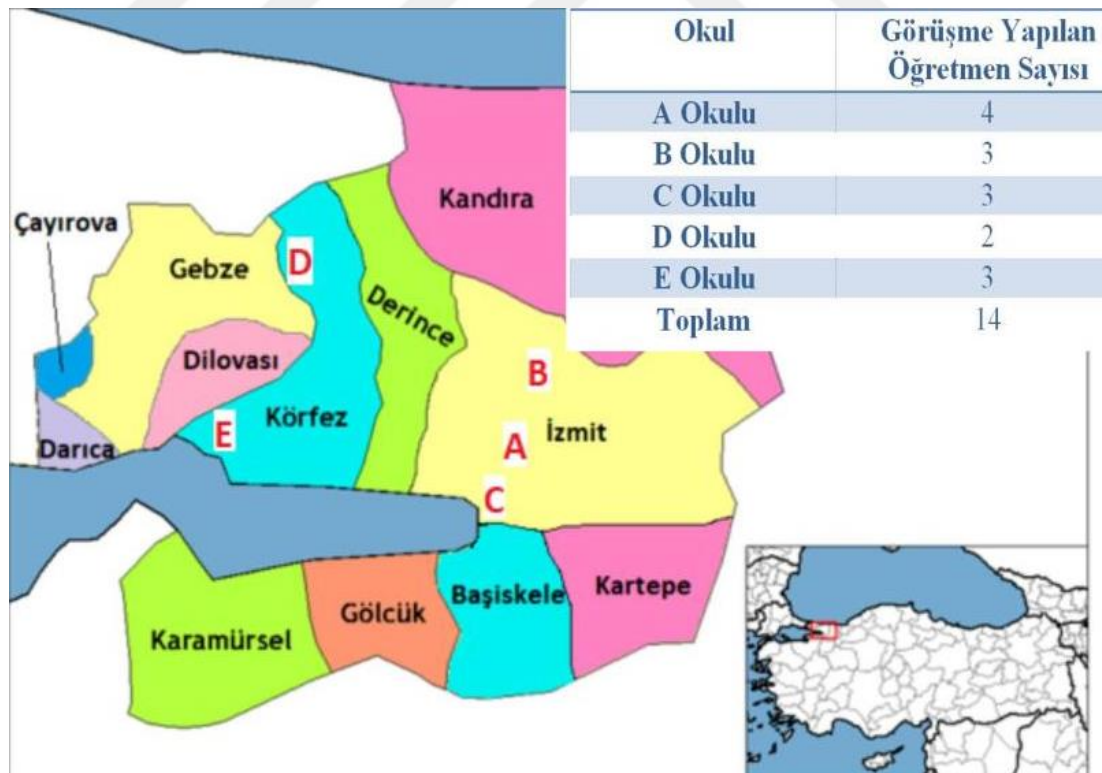 Okul Görüşme Yapılan
Öğretmen Sayısı
A Okulu 4
B Okulu 3
C Okulu 3
D Okulu 2
E Okulu 3
Toplam 14
Kandıra
Çayırova
Gebze
D
Derince
Dilovası
B
Körfez
E
İzmit
A
Darıca
C
Başiskele
Kartepe
Gölcük
Karamürsel